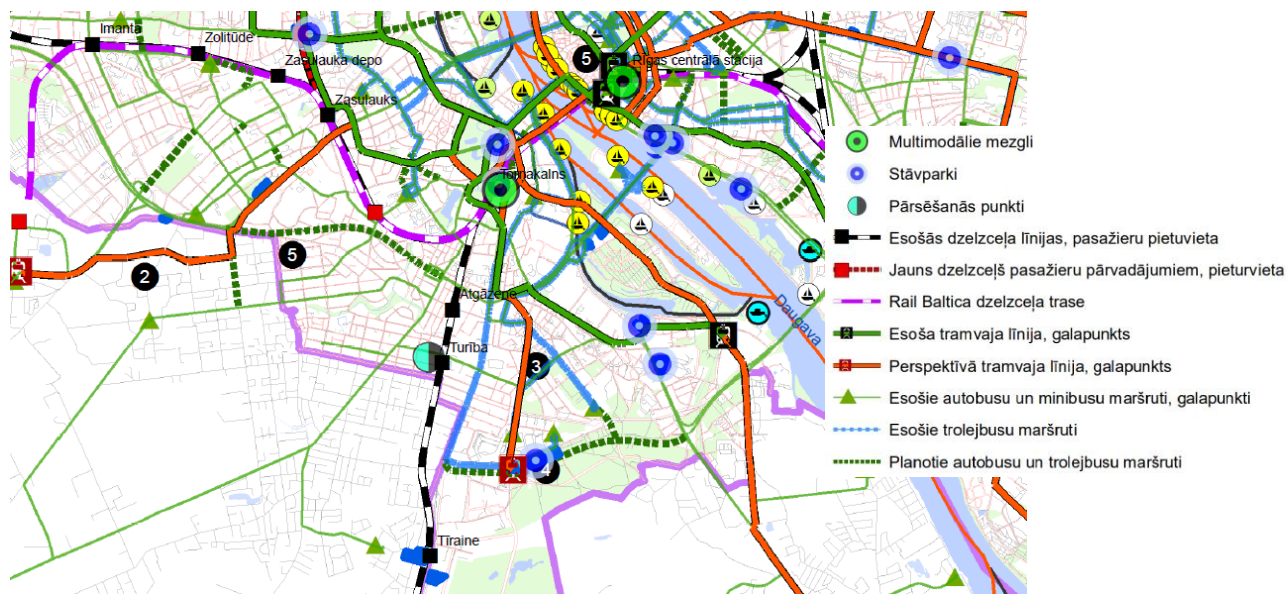 Imanta
Zolitūde
Zasulauka depo
Zasulauks
5
Rīgas centrālā stacija
Torņakalns
2
5
Atgāzene
Turība
3
4
Tīraine
Daugava
Multimodālie mezgli
Stāvparki
Pārsēšanās punkti
Esošās dzelzceļa līnijas, pasažieru pietuvieta
Jauns dzelzceļš pasažieru pārvadājumiem, pieturvieta
Rail Baltica dzelzceļa trase
Esoša tramvaja līnija, galapunkts
Perspektīvā tramvaja līnija, galapunkts
Esošie autobusu un minibusu maršruti, galapunkti
Esošie trolejbusu maršruti
Planotie autobusu un trolejbusu maršruti